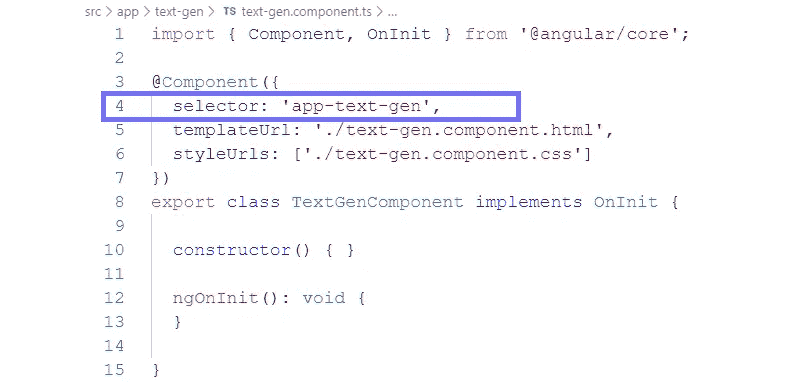 src > app > text-gen > TS text-gen.component.ts > ...
1 import { Component, OnInit } from '@angular/core';
2
3 @Component({
4   selector: 'app-text-gen',
5   templateUrl: './text-gen.component.html',
6   styleUrls: ['./text-gen.component.css']
7 })
8 export class TextGenComponent implements OnInit {
9
10   constructor() { }
11
12   ngOnInit(): void {
13   }
14
15 }